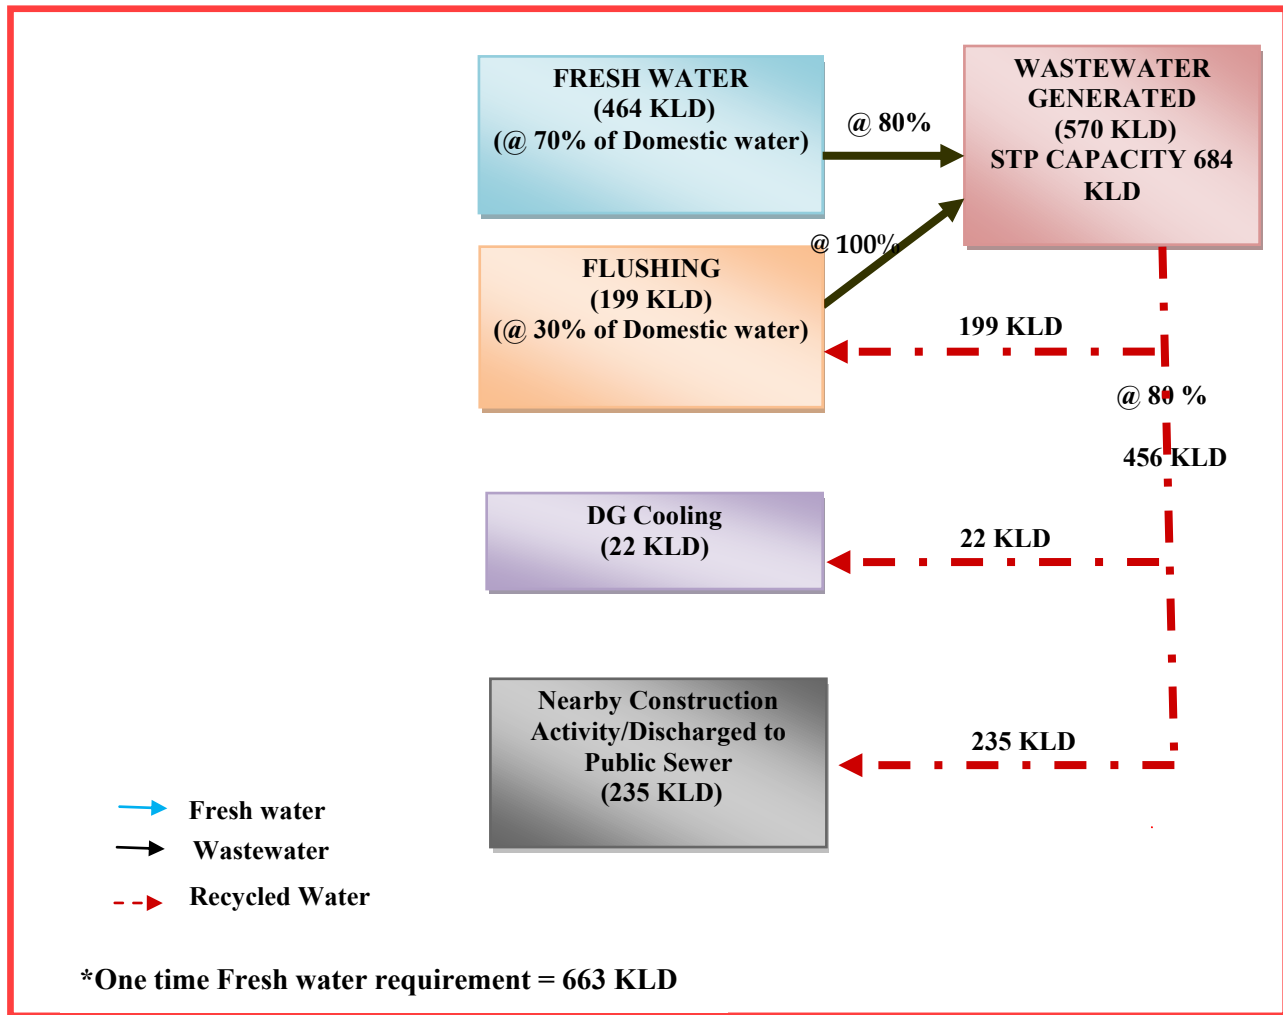 FRESH WATER
(464 KLD)
(@ 70% of Domestic water)
@ 80%
WASTEWATER
GENERATED
(570 KLD)
STP CAPACITY 684
KLD
@ 100%
FLUSHING
(199 KLD)
(@ 30% of Domestic water)
199 KLD
@ 80 %
456 KLD
DG Cooling
(22 KLD)
22 KLD
Nearby Construction
Activity/Discharged to
Public Sewer
(235 KLD)
235 KLD
Fresh water
Wastewater
Recycled Water
*One time Fresh water requirement = 663 KLD